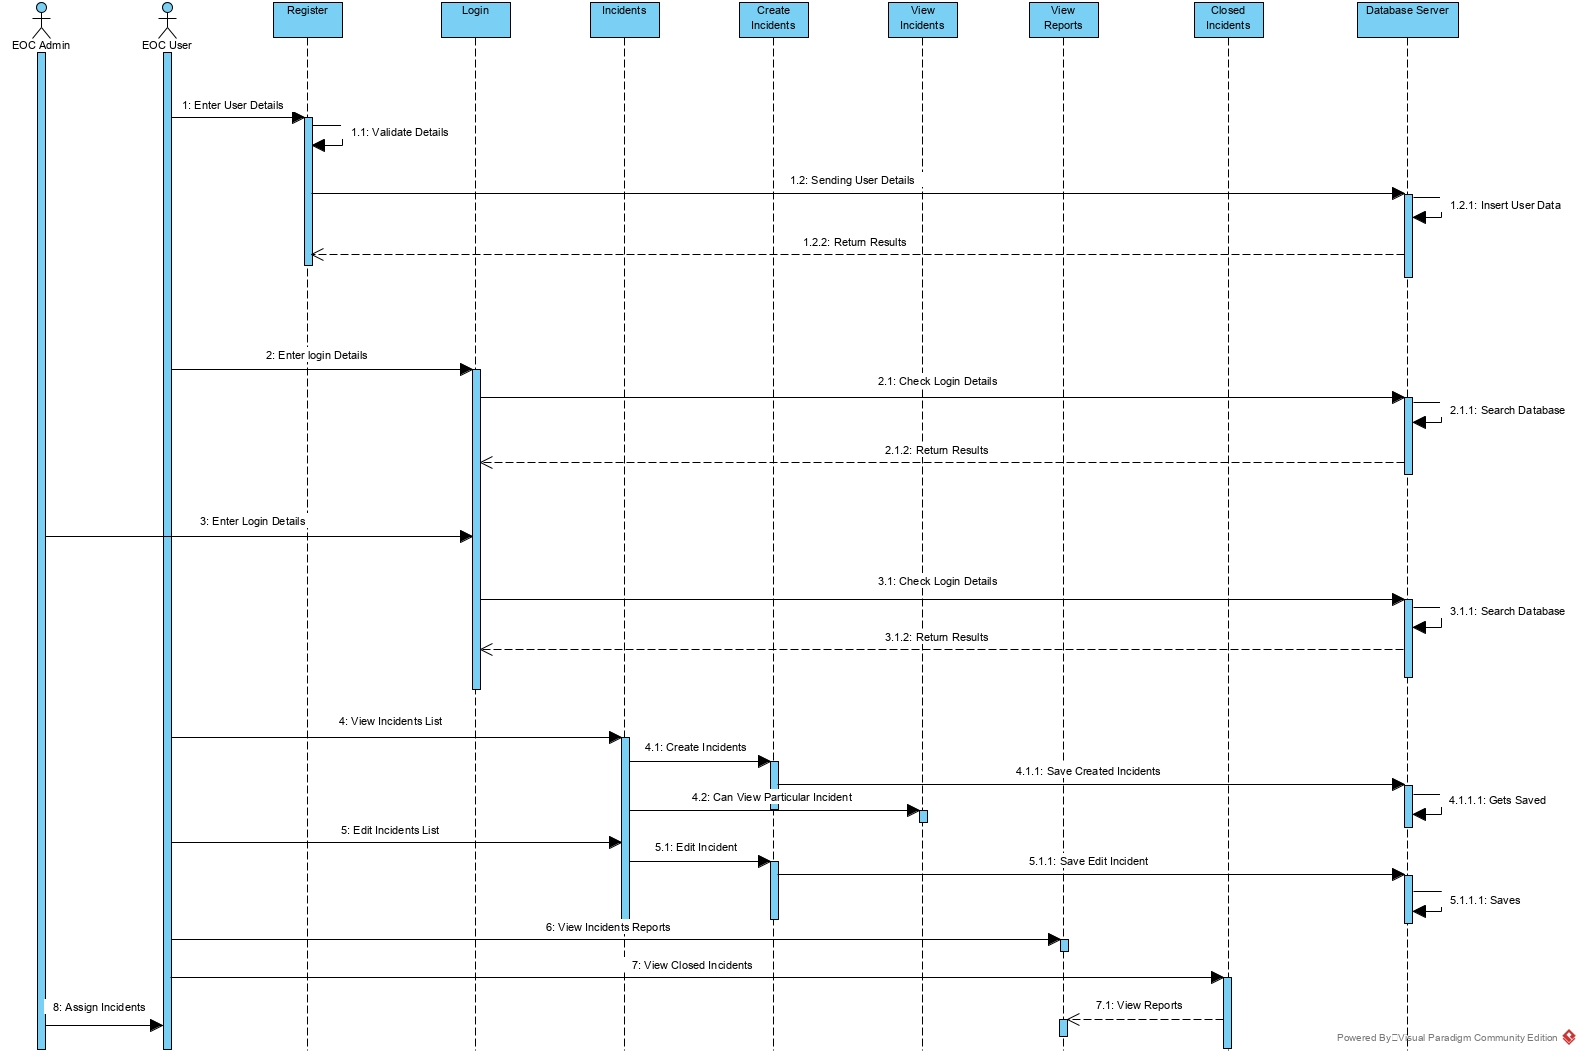 Register
Login
Incidents
Create
Incidents
View
Incidents
View
Reports
Closed
Incidents
Database Server
EOC Admin
EOC User
1: Enter User Details
1.1: Validate Details
1.2: Sending User Details
1.2.1: Insert User Data
1.2.2: Return Results
2: Enter login Details
2.1: Check Login Details
2.1.1: Search Database
2.1.2: Return Results
3: Enter Login Details
3.1: Check Login Details
3.1.1: Search Database
3.1.2: Return Results
4: View Incidents List
4.1: Create Incidents
4.1.1: Save Created Incidents
4.2: Can View Particular Incident
4.1.1.1: Gets Saved
5: Edit Incidents List
5.1: Edit Incident
5.1.1: Save Edit Incident
5.1.1.1: Saves
6: View Incidents Reports
7: View Closed Incidents
8: Assign Incidents
7.1: View Reports
Powered By Visual Paradigm Community Edition